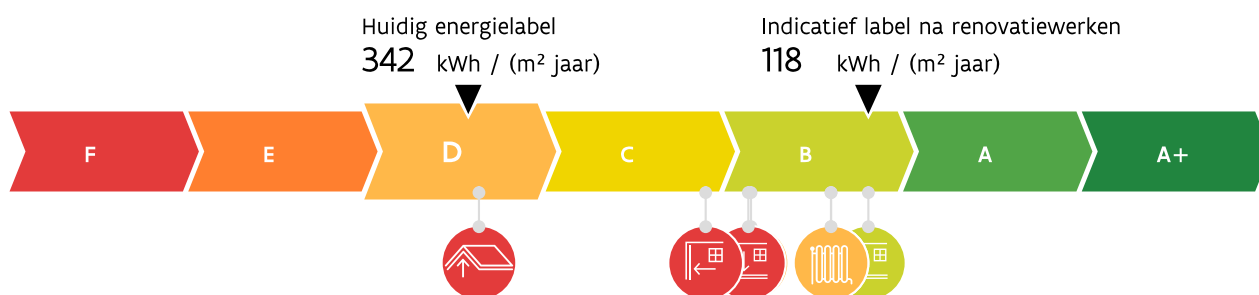 Huidig energielabel
342 kWh / (m² jaar)
Indicatief label na renovatiewerken
118 kWh / (m² jaar)
F E D C B A A+